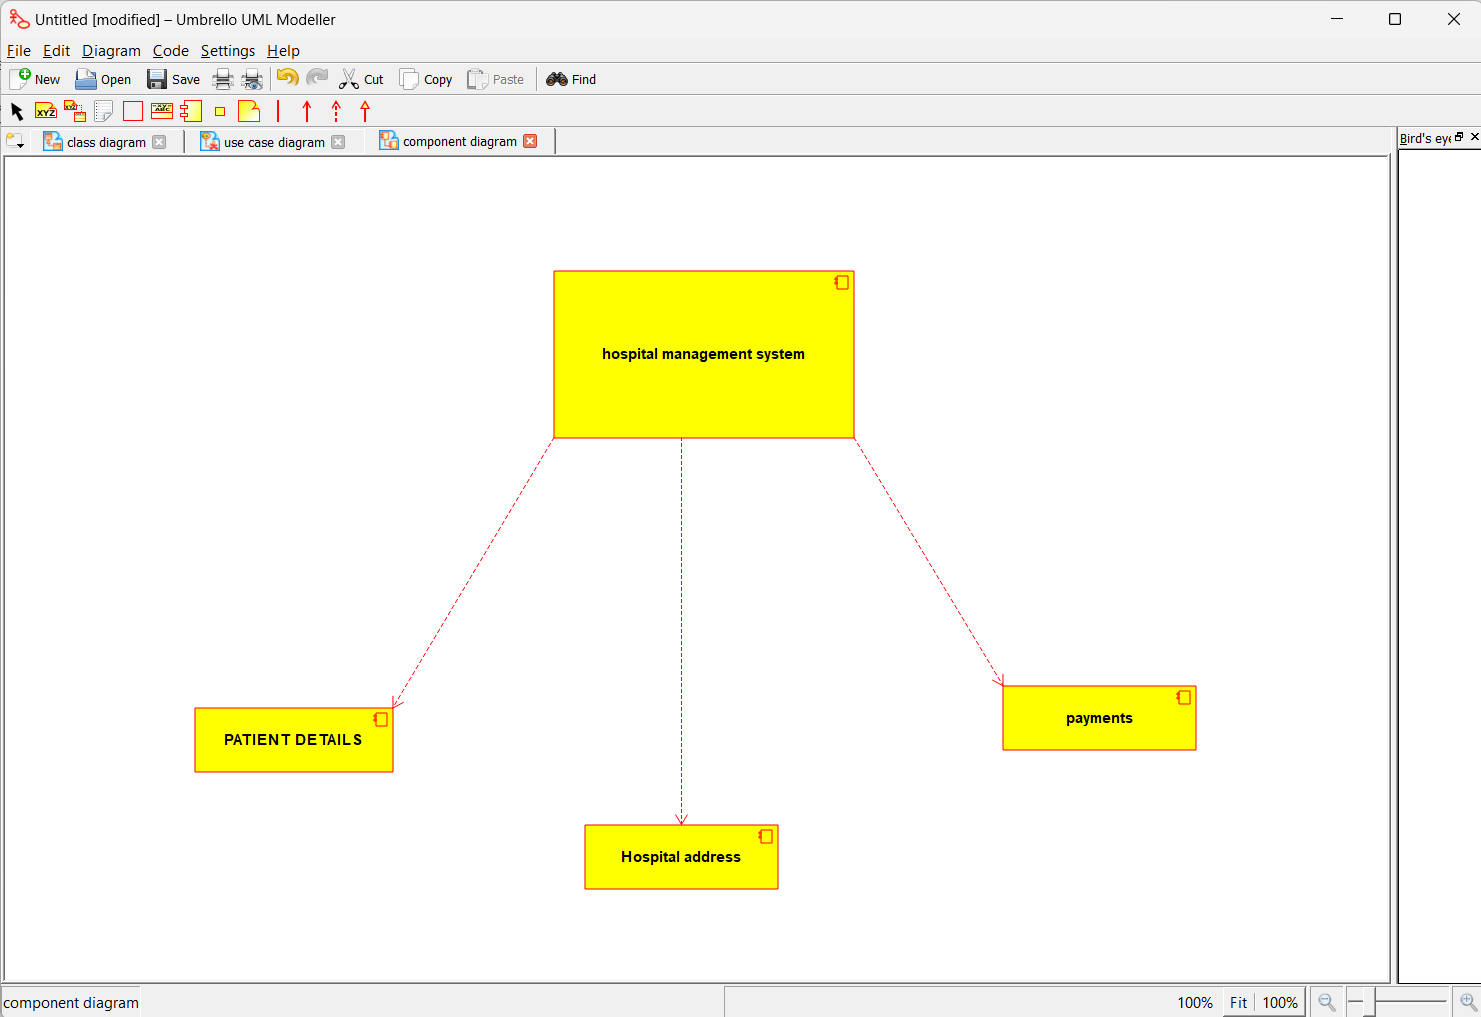 Untitled [modified] – Umbrello UML Modeller
File Edit Diagram Code Settings Help
New Open Save Cut Copy Paste Find
XYZ
class diagram use case diagram component diagram
Bird's eye
hospital management system
PATIENT DETAILS
payments
Hospital address
component diagram
100% Fit 100%